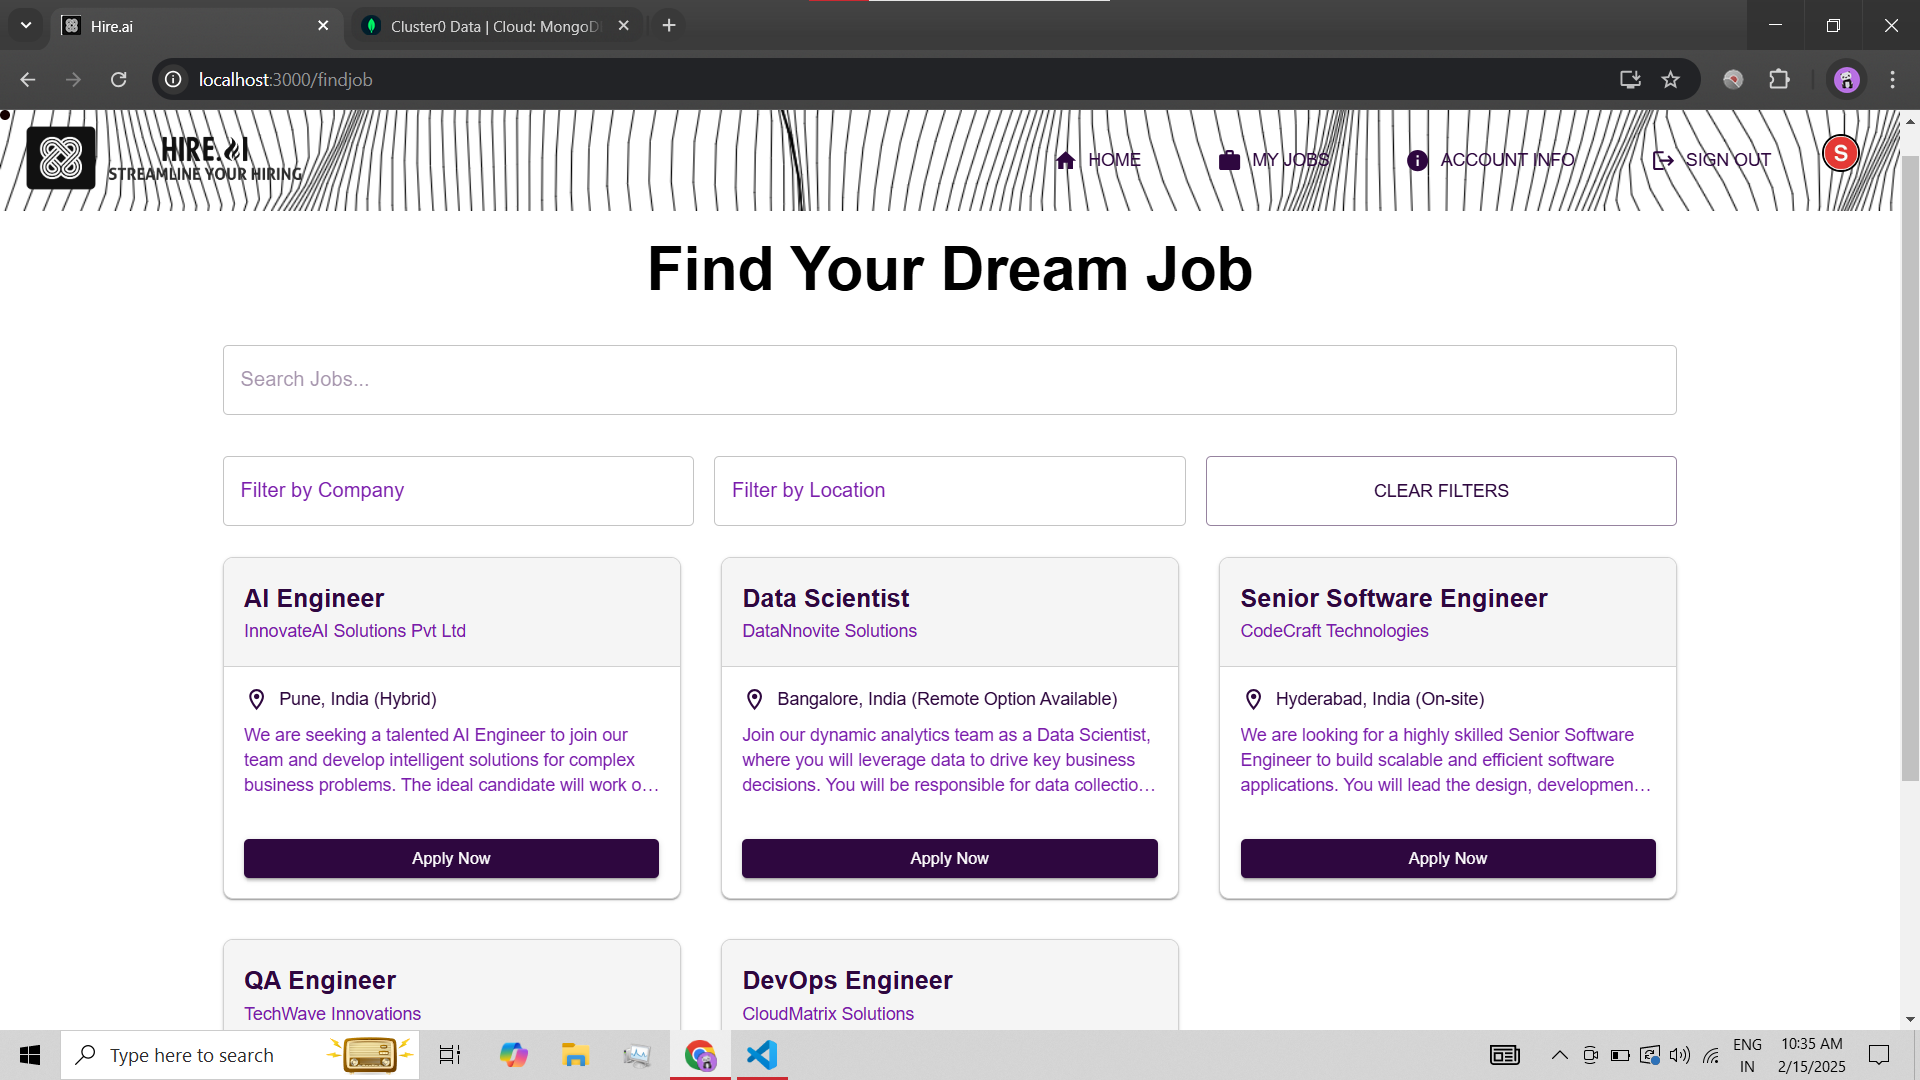 Hire.ai
Cluster0 Data | Cloud: MongoD
localhost:3000/findjob
HIRE.AI
STREAMLINE YOUR HIRING
HOME
MY JOBS
ACCOUNT INFO
SIGN OUT
S
Find Your Dream Job
Search Jobs...
Filter by Company
Filter by Location
CLEAR FILTERS
AI Engineer
InnovateAI Solutions Pvt Ltd
Pune, India (Hybrid)
We are seeking a talented AI Engineer to join our
team and develop intelligent solutions for complex
business problems. The ideal candidate will work o…
Apply Now
Data Scientist
DataNnovite Solutions
Bangalore, India (Remote Option Available)
Join our dynamic analytics team as a Data Scientist,
where you will leverage data to drive key business
decisions. You will be responsible for data collectio…
Apply Now
Senior Software Engineer
CodeCraft Technologies
Hyderabad, India (On-site)
We are looking for a highly skilled Senior Software
Engineer to build scalable and efficient software
applications. You will lead the design, developmen…
Apply Now
QA Engineer
TechWave Innovations
DevOps Engineer
CloudMatrix Solutions
Type here to search
ENG
IN
10:35 AM
2/15/2025